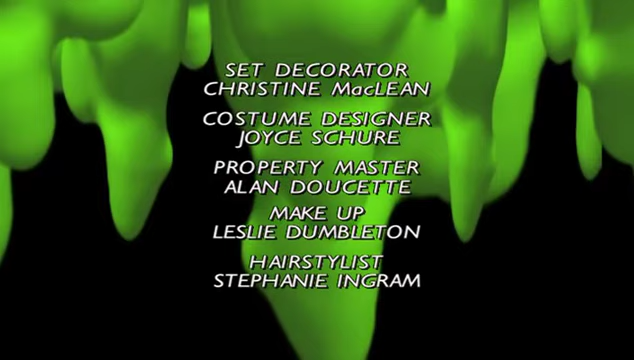 SET DECORATOR
CHRISTINE MacLEAN
COSTUME DESIGNER
JOYCE SCHURE
PROPERTY MASTER
ALAN DOUCETTE
MAKE UP
LESLIE DUMBLETON
HAIRSTYLIST
STEPHANIE INGRAM